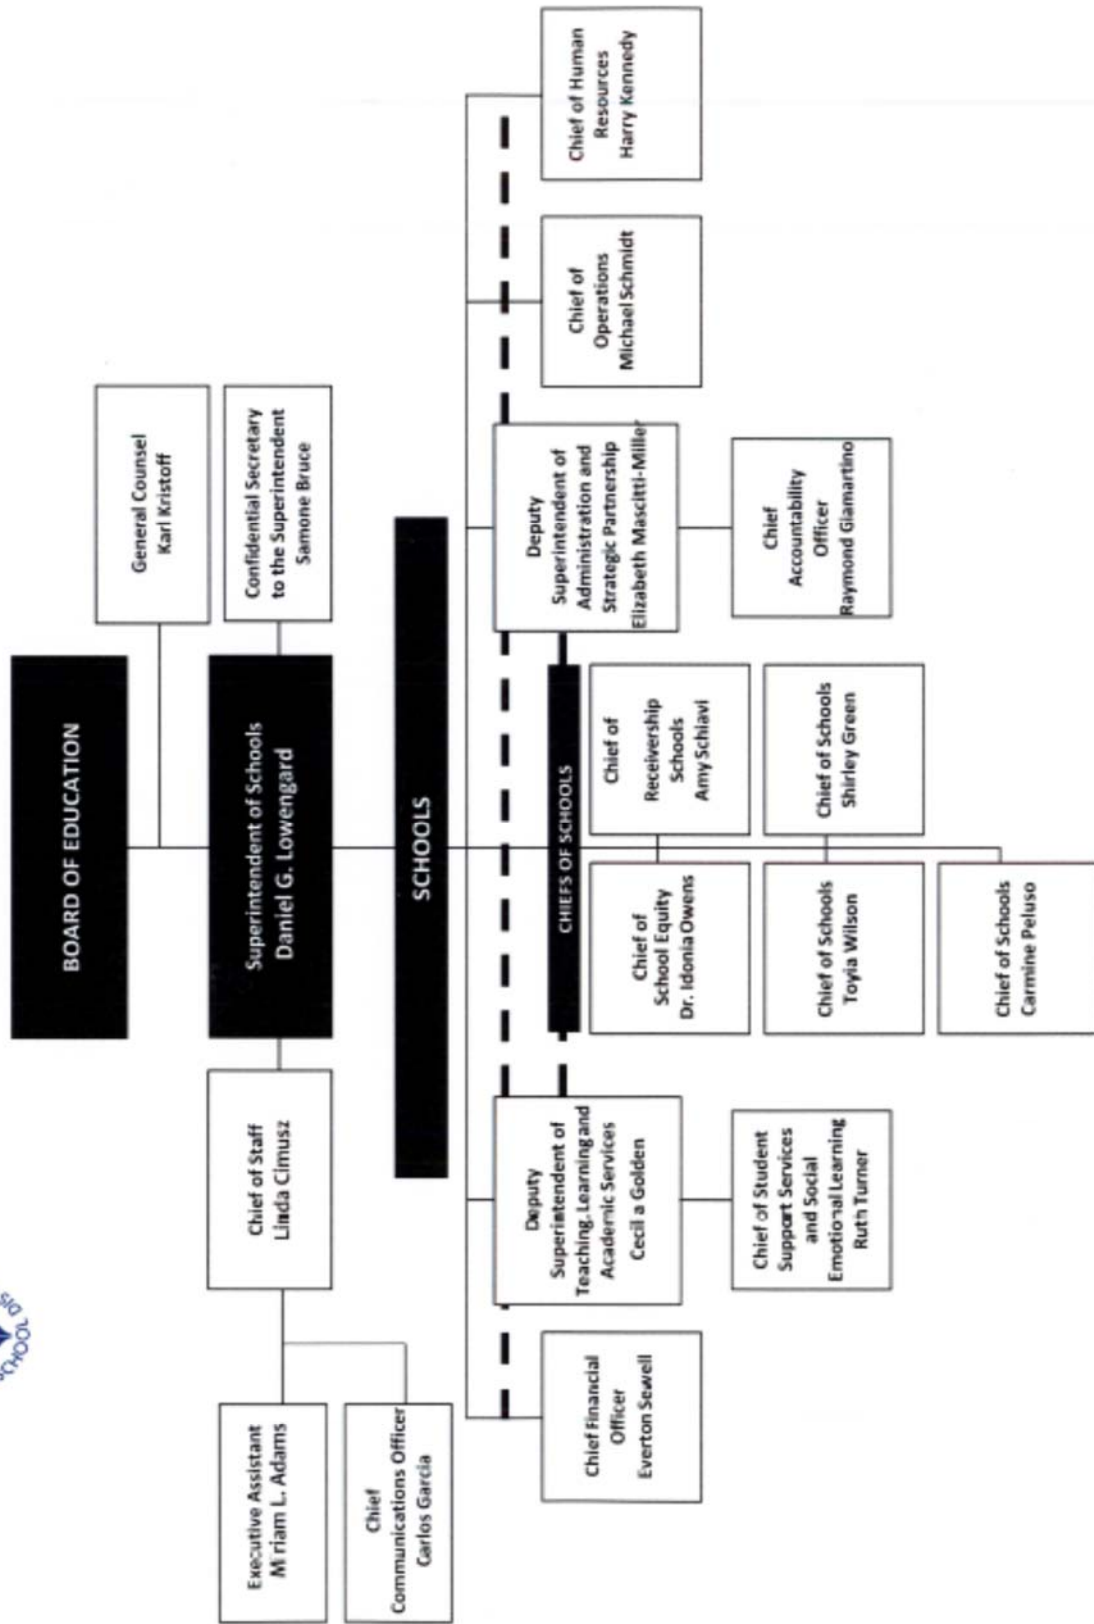 BOARD OF EDUCATION
General Counsel
Karl Kristoff
Superintendent of Schools
Daniel G. Lowengard
Confidential Secretary
to the Superintendent
Samone Bruce
Chief of Staff
Linda Cimusz
Executive Assistant
Miriam L. Adams
Chief
Communications Officer
Carlos Garcia
SCHOOLS
Chief Financial
Officer
Everton Sewell
Deputy
Superintendent of
Teaching, Learning and
Academic Services
Cecil a Golden
Chief of Student
Support Services
and Social
Emotional Learning
Ruth Turner
CHIEFS OF SCHOOLS
Chief of
School Equity
Dr. Idonia Owens
Chief of
Receivership
Schools
Amy Schiavi
Chief of Schools
Toyia Wilson
Chief of Schools
Shirley Green
Chief of Schools
Carmine Peluso
Deputy
Superintendent of
Administration and
Strategic Partnership
Elizabeth Mascitti-Miller
Chief
Accountability
Officer
Raymond Giamartino
Chief of
Operations
Michael Schmidt
Chief of Human
Resources
Harry Kennedy
CHOOL DIS